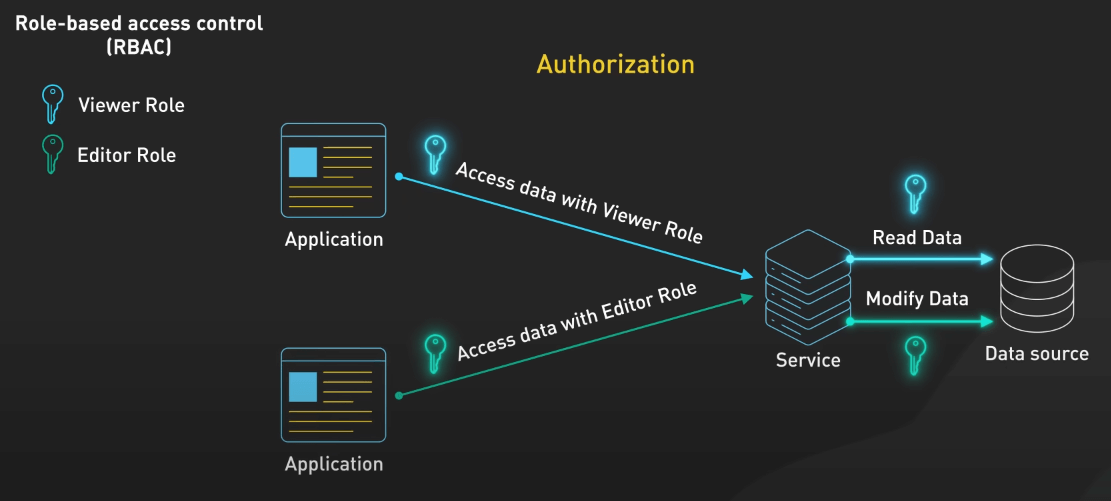 Role-based access control
(RBAC)
Viewer Role
Editor Role
Authorization
Application
Access data with Viewer Role
Read Data
Modify Data
Service
Data source
Access data with Editor Role
Application